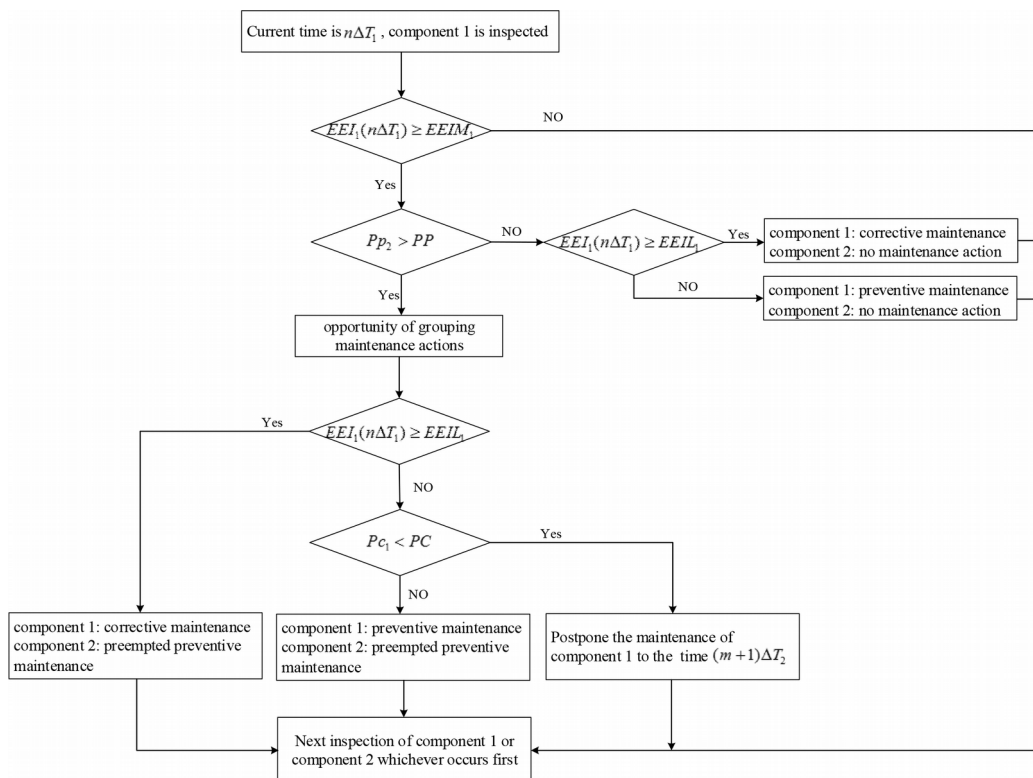 Current time is nΔT₁ , component 1 is inspected
EEI₁(nΔT₁) ≥ EEIM₁
NO
Yes
Pp₂ > PP
NO
EEI₁(nΔT₁) ≥ EEIL₁
Yes
component 1: corrective maintenance
component 2: no maintenance action
NO
component 1: preventive maintenance
component 2: no maintenance action
Yes
opportunity of grouping
maintenance actions
EEI₁(nΔT₁) ≥ EEIL₁
Yes
NO
Pc₁ < PC
Yes
NO
component 1: corrective maintenance
component 2: preempted preventive
maintenance
component 1: preventive maintenance
component 2: preempted preventive
maintenance
Postpone the maintenance of
component 1 to the time (m+1)ΔT₂
Next inspection of component 1 or
component 2 whichever occurs first